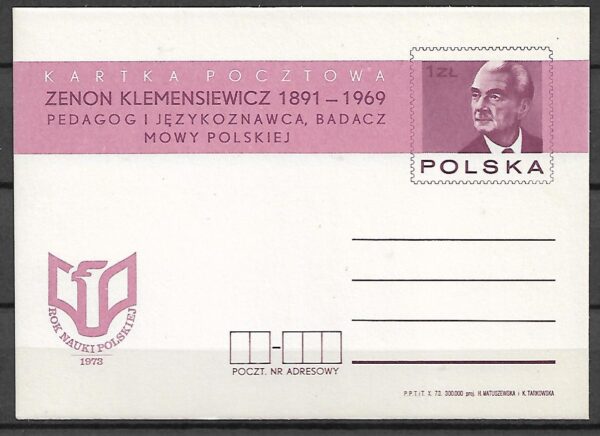 KARTKA POCZTOWA
ZENON KLEMENSIEWICZ 1891 – 1969
PEDAGOG I JĘZYKOZNAWCA, BADACZ
MOWY POLSKIEJ
1 ZŁ
POLSKA
ROK NAUKI POLSKIEJ
1973
-
POCZT. NR ADRESOWY
P.P.T i T. X. 73. 300.000 proj. H. MATUSZEWSKA i K. TARKOWSKA